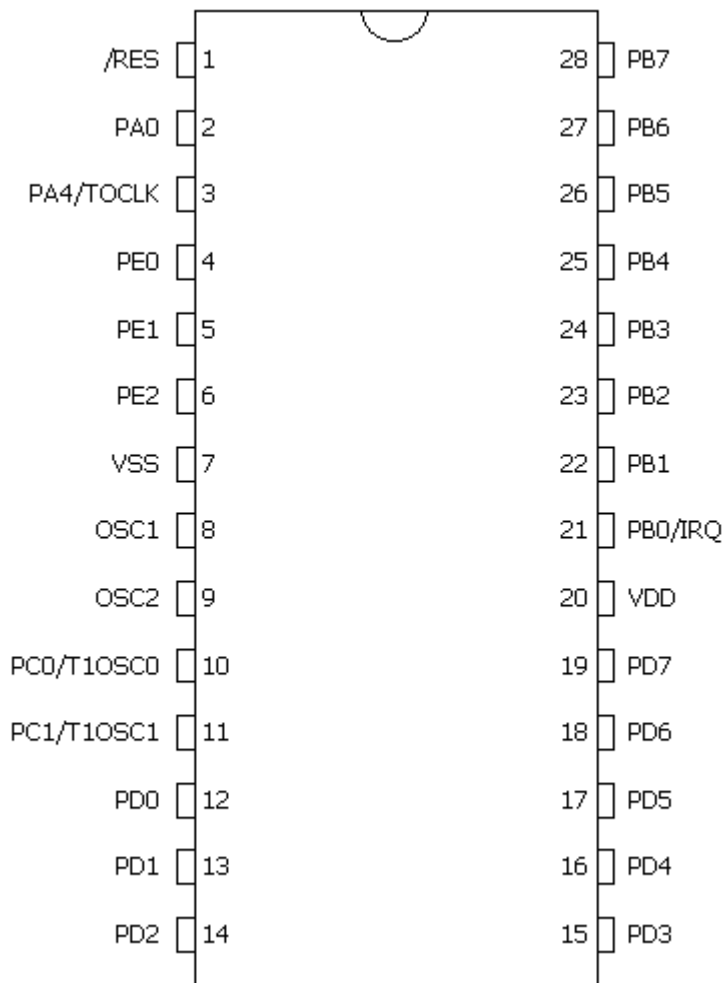 /RES 1 28 PB7
PA0 2 27 PB6
PA4/TOCLK 3 26 PB5
PE0 4 25 PB4
PE1 5 24 PB3
PE2 6 23 PB2
VSS 7 22 PB1
OSC1 8 21 PB0/IRQ
OSC2 9 20 VDD
PC0/T1OSC0 10 19 PD7
PC1/T1OSC1 11 18 PD6
PD0 12 17 PD5
PD1 13 16 PD4
PD2 14 15 PD3